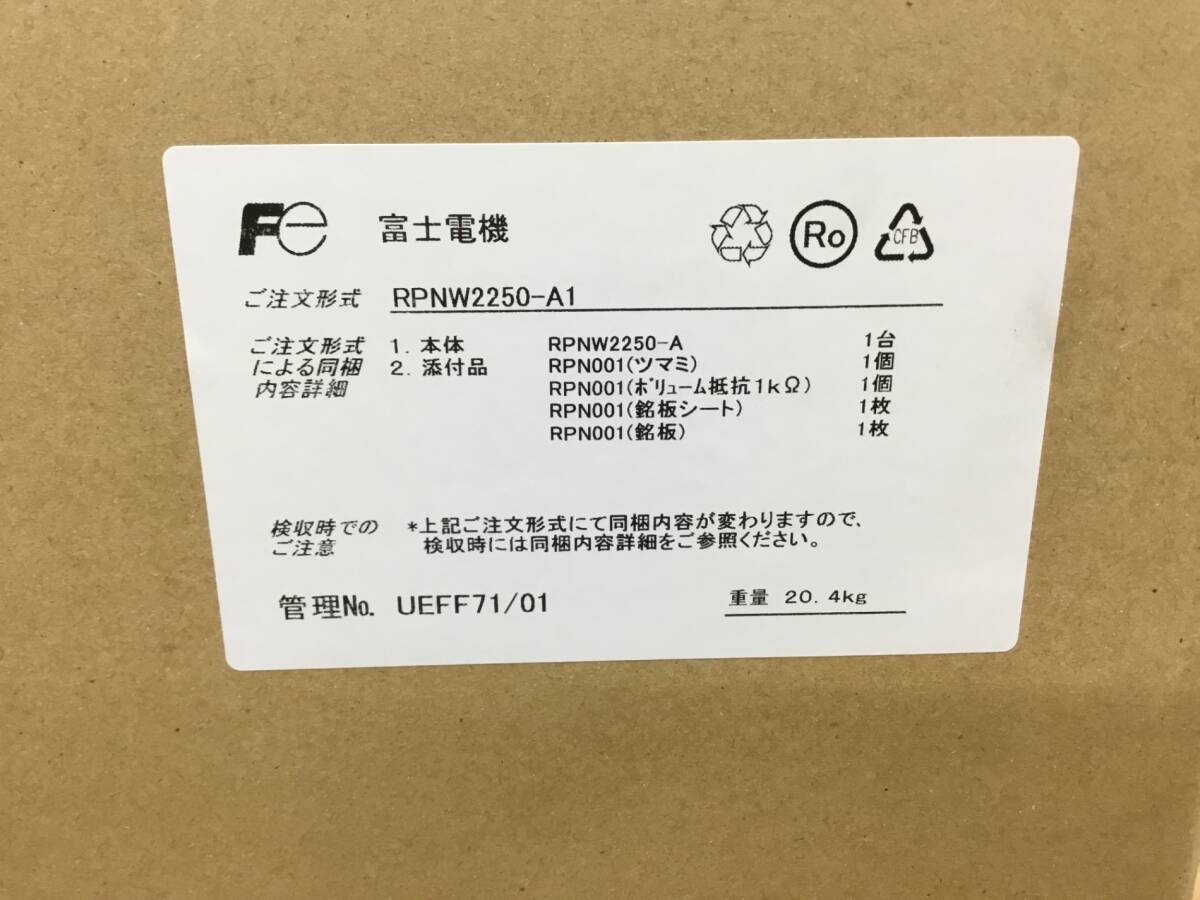 Fe 富士電機 Ro CFB
ご注文形式 RPNW2250-A1
ご注文形式 1. 本体 RPNW2250-A 1台
による同梱 2. 添付品 RPN001(ツマミ) 1個
内容詳細 RPN001(ボリューム抵抗1kΩ) 1個
RPN001(銘板シート) 1枚
RPN001(銘板) 1枚
検収時での *上記ご注文形式にて同梱内容が変わりますので、
ご注意 検収時には同梱内容詳細をご参照ください。
管理No. UEFF71/01 重量 20.4kg